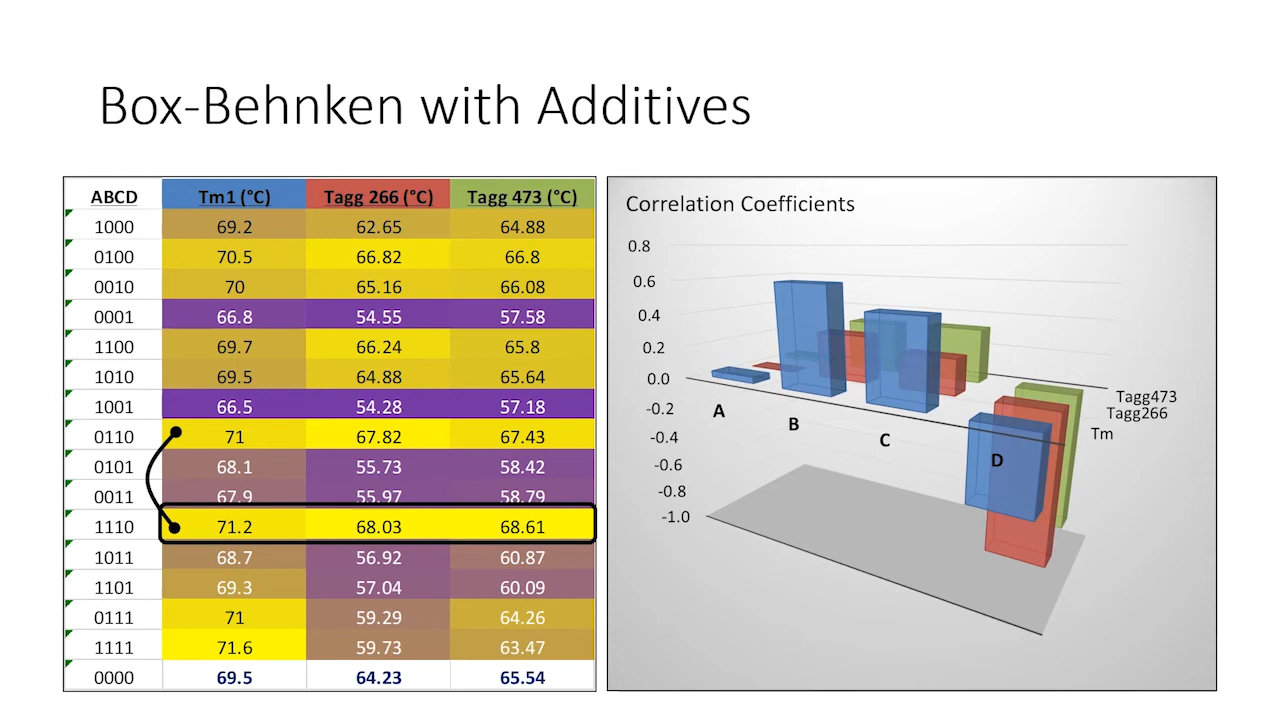 Box-Behnken with Additives
ABCD Tm1 (°C) Tagg 266 (°C) Tagg 473 (°C)
1000 69.2 62.65 64.88
0100 70.5 66.82 66.8
0010 70 65.16 66.08
0001 66.8 54.55 57.58
1100 69.7 66.24 65.8
1010 69.5 64.88 65.64
1001 66.5 54.28 57.18
0110 71 67.82 67.43
0101 68.1 55.73 58.42
0011 67.9 55.97 58.79
1110 71.2 68.03 68.61
1011 68.7 56.92 60.87
1101 69.3 57.04 60.09
0111 71 59.29 64.26
1111 71.6 59.73 63.47
0000 69.5 64.23 65.54
Correlation Coefficients
0.8
0.6
0.4
0.2
0.0
-0.2
-0.4
-0.6
-0.8
-1.0
A
B
C
D
Tagg473
Tagg266
Tm